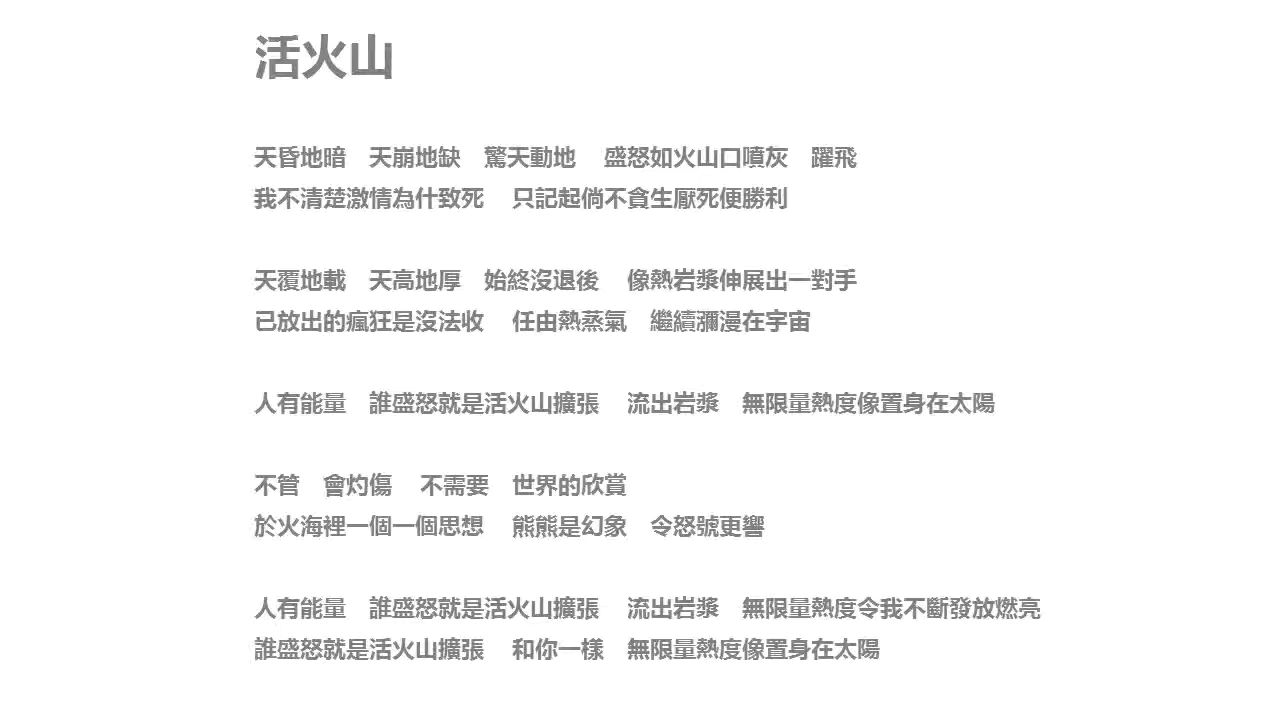 活火山
天昏地暗　天崩地缺　驚天動地　盛怒如火山口噴灰　躍飛
我不清楚激情為什致死　只記起倘不貪生厭死便勝利
天覆地載　天高地厚　始終沒退後　像熱岩漿伸展出一對手
已放出的瘋狂是沒法收　任由熱蒸氣　繼續瀰漫在宇宙
人有能量　誰盛怒就是活火山擴張　流出岩漿　無限量熱度像置身在太陽
不管　會灼傷　不需要　世界的欣賞
於火海裡一個一個思想　熊熊是幻象　令怒號更響
人有能量　誰盛怒就是活火山擴張　流出岩漿　無限量熱度令我不斷發放燃亮
誰盛怒就是活火山擴張　和你一樣　無限量熱度像置身在太陽